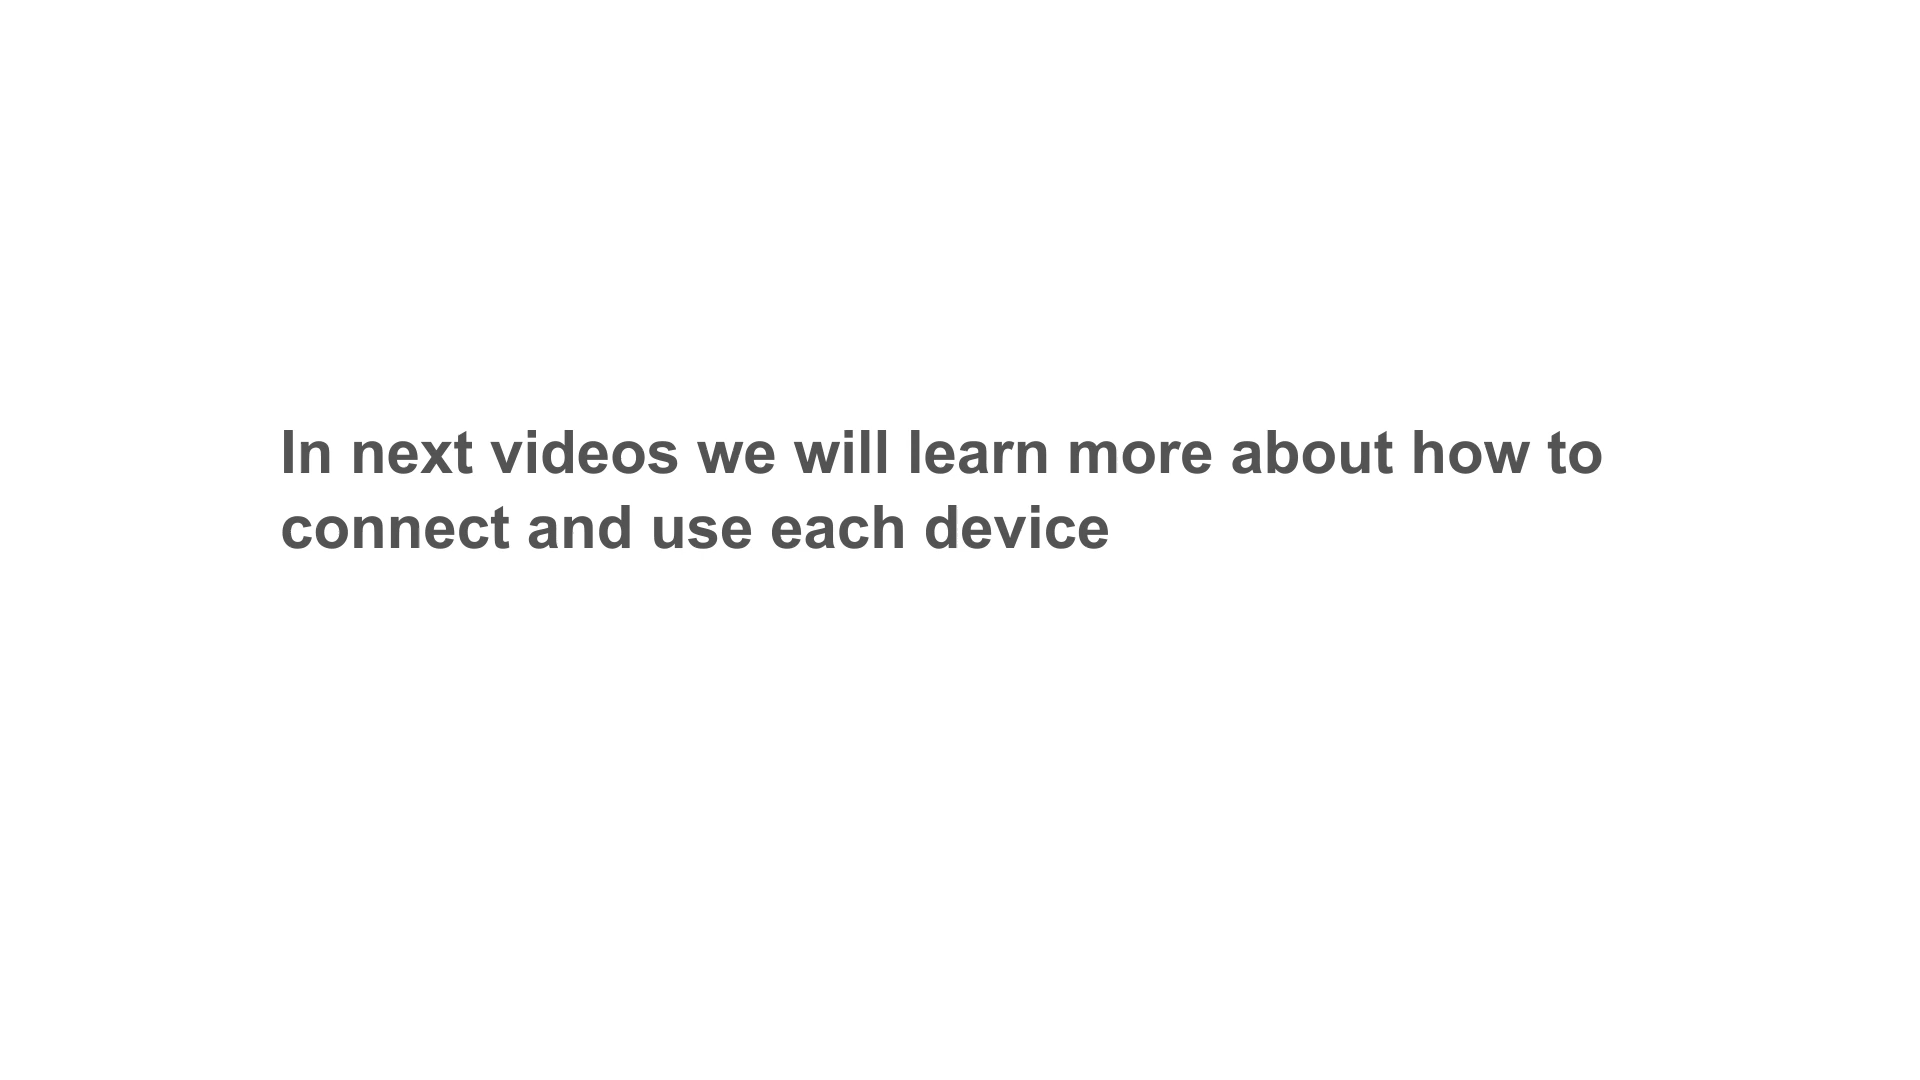 In next videos we will learn more about how to
connect and use each device